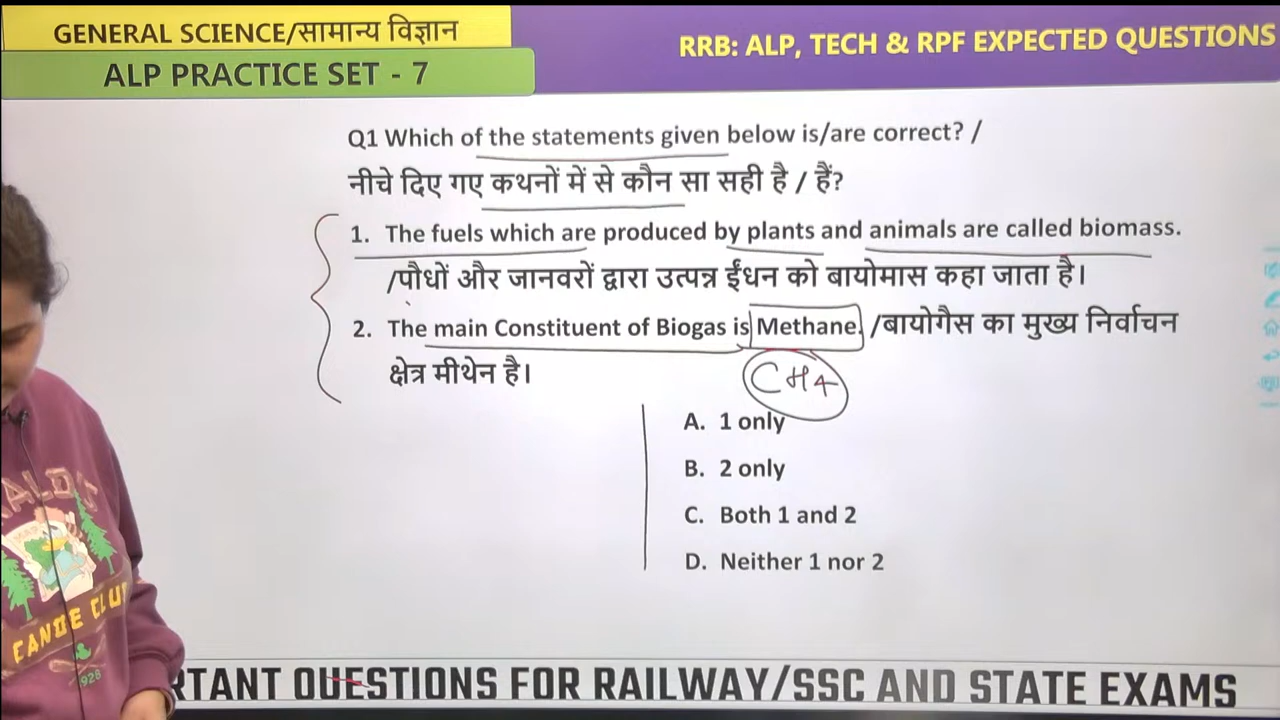 GENERAL SCIENCE/सामान्य विज्ञान
RRB: ALP, TECH & RPF EXPECTED QUESTIONS
ALP PRACTICE SET - 7
Q1 Which of the statements given below is/are correct? /
नीचे दिए गए कथनों में से कौन सा सही है / हैं?
1. The fuels which are produced by plants and animals are called biomass.
/पौधों और जानवरों द्वारा उत्पन्न ईंधन को बायोमास कहा जाता है।
2. The main Constituent of Biogas is Methane. /बायोगैस का मुख्य निर्वाचन
क्षेत्र मीथेन है।
CH4
A. 1 only
B. 2 only
C. Both 1 and 2
D. Neither 1 nor 2
CANOE CLU
928
RTANT QUESTIONS FOR RAILWAY/SSC AND STATE EXAMS